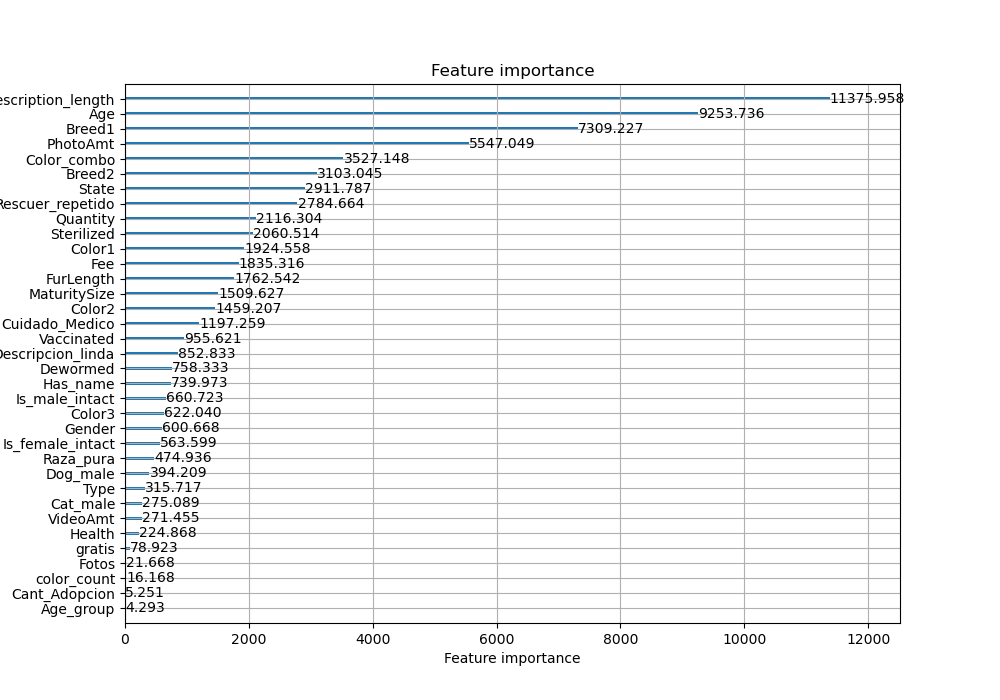 Feature importance
escription_length 11375.958
Age 9253.736
Breed1 7309.227
PhotoAmt 5547.049
Color_combo 3527.148
Breed2 3103.045
State 2911.787
Rescuer_repetido 2784.664
Quantity 2116.304
Sterilized 2060.514
Color1 1924.558
Fee 1835.316
FurLength 1762.542
MaturitySize 1509.627
Color2 1459.207
Cuidado_Medico 1197.259
Vaccinated 955.621
Descripcion_linda 852.833
Dewormed 758.333
Has_name 739.973
Is_male_intact 660.723
Color3 622.040
Gender 600.668
Is_female_intact 563.599
Raza_pura 474.936
Dog_male 394.209
Type 315.717
Cat_male 275.089
VideoAmt 271.455
Health 224.868
gratis 78.923
Fotos 21.668
color_count 16.168
Cant_Adopcion 5.251
Age_group 4.293
0 2000 4000 6000 8000 10000 12000
Feature importance